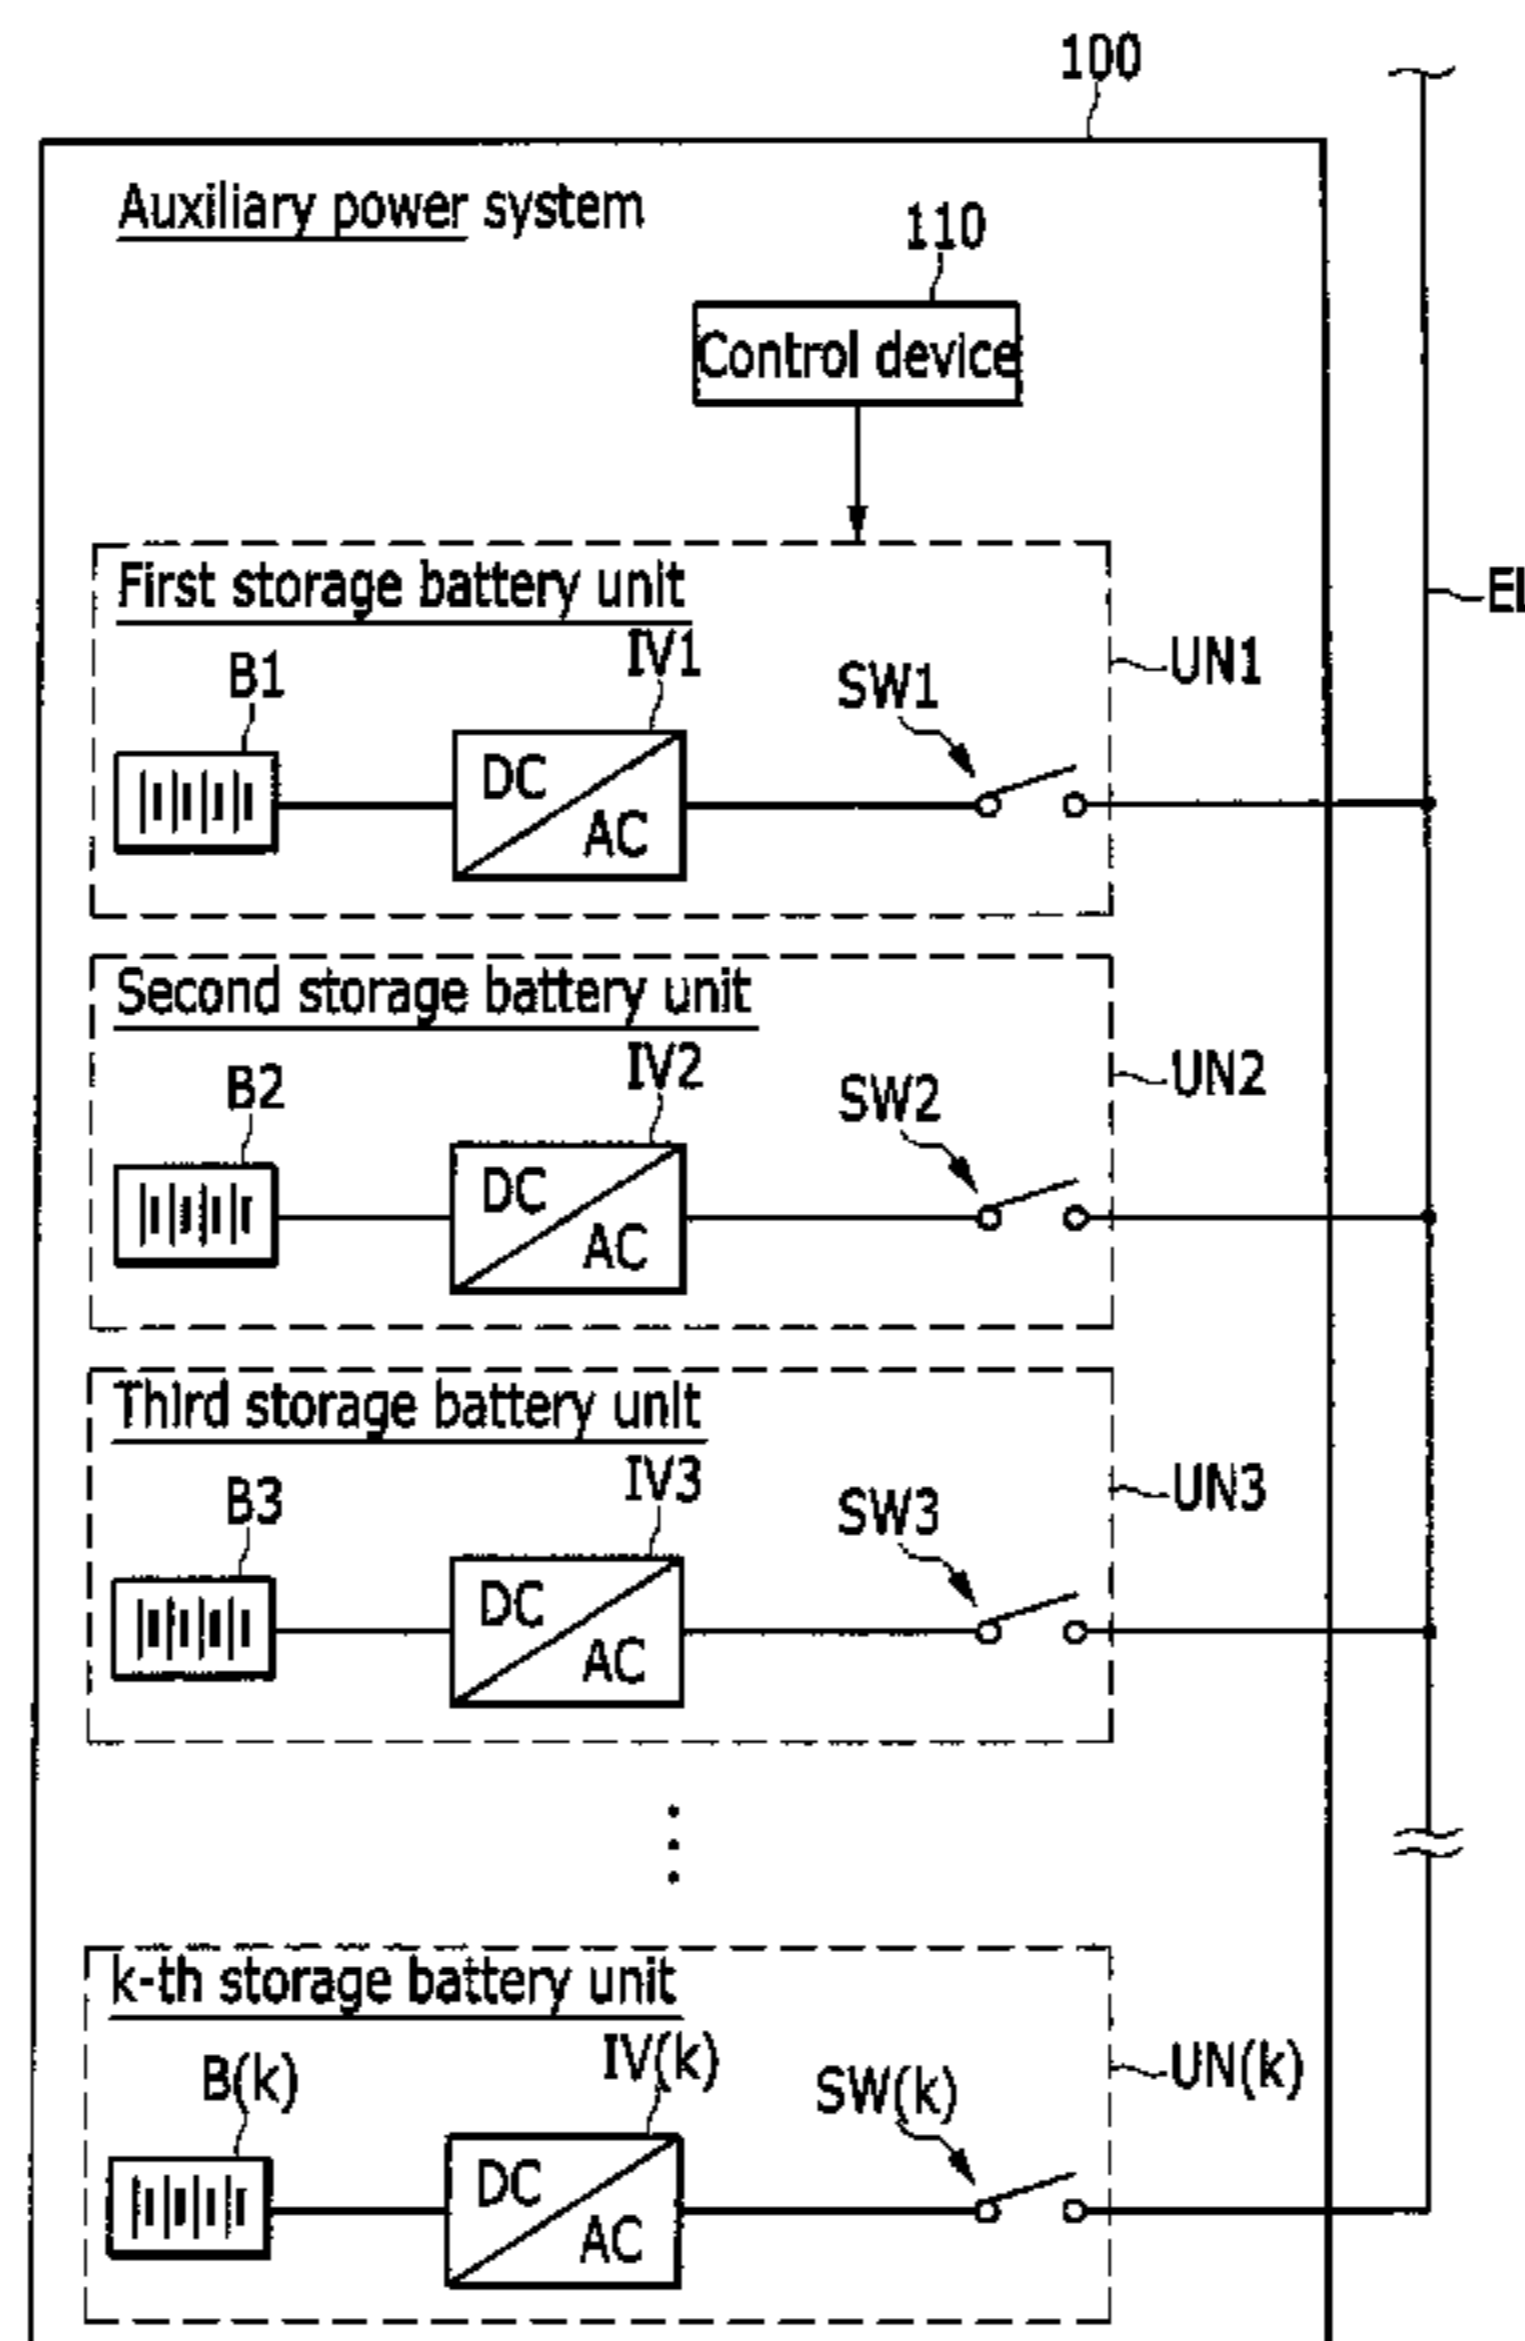 100
Auxiliary power system
110
Control device
First storage battery unit
B1
IV1
SW1
UN1
EL
DC
AC
Second storage battery unit
B2
IV2
SW2
UN2
DC
AC
Third storage battery unit
B3
IV3
SW3
UN3
DC
AC
k-th storage battery unit
B(k)
IV(k)
SW(k)
UN(k)
DC
AC